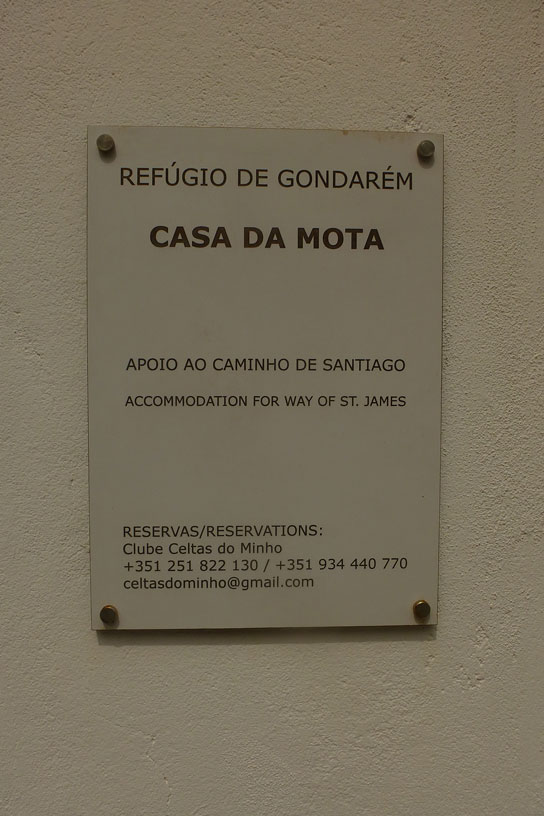 REFÚGIO DE GONDARÉM
CASA DA MOTA
APOIO AO CAMINHO DE SANTIAGO
ACCOMMODATION FOR WAY OF ST. JAMES
RESERVAS/RESERVATIONS:
Clube Celtas do Minho
+351 251 822 130 / +351 934 440 770
celtasdominho@gmail.com